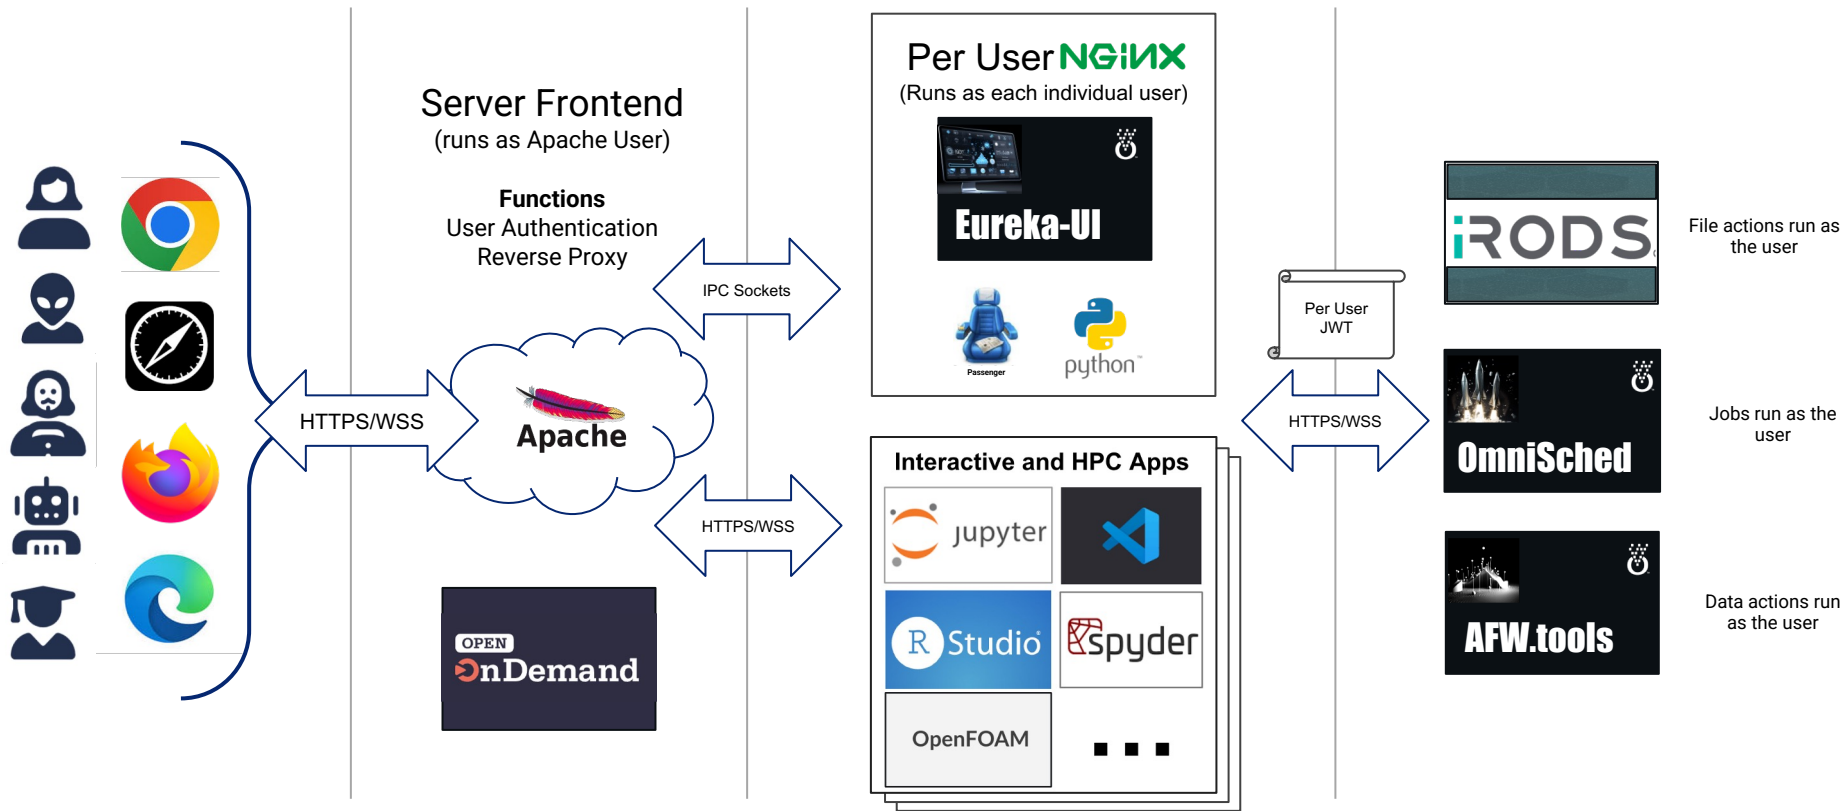 Server Frontend
(runs as Apache User)
Functions
User Authentication
Reverse Proxy
HTTPS/WSS
Apache
IPC Sockets
HTTPS/WSS
OPEN
OnDemand
Per User NGINX
(Runs as each individual user)
Eureka-UI
Passenger
python™
Interactive and HPC Apps
jupyter
R Studio
spyder
OpenFOAM
...
Per User
JWT
HTTPS/WSS
iRODS
File actions run as
the user
OmniSched
Jobs run as the
user
AFW.tools
Data actions run
as the user